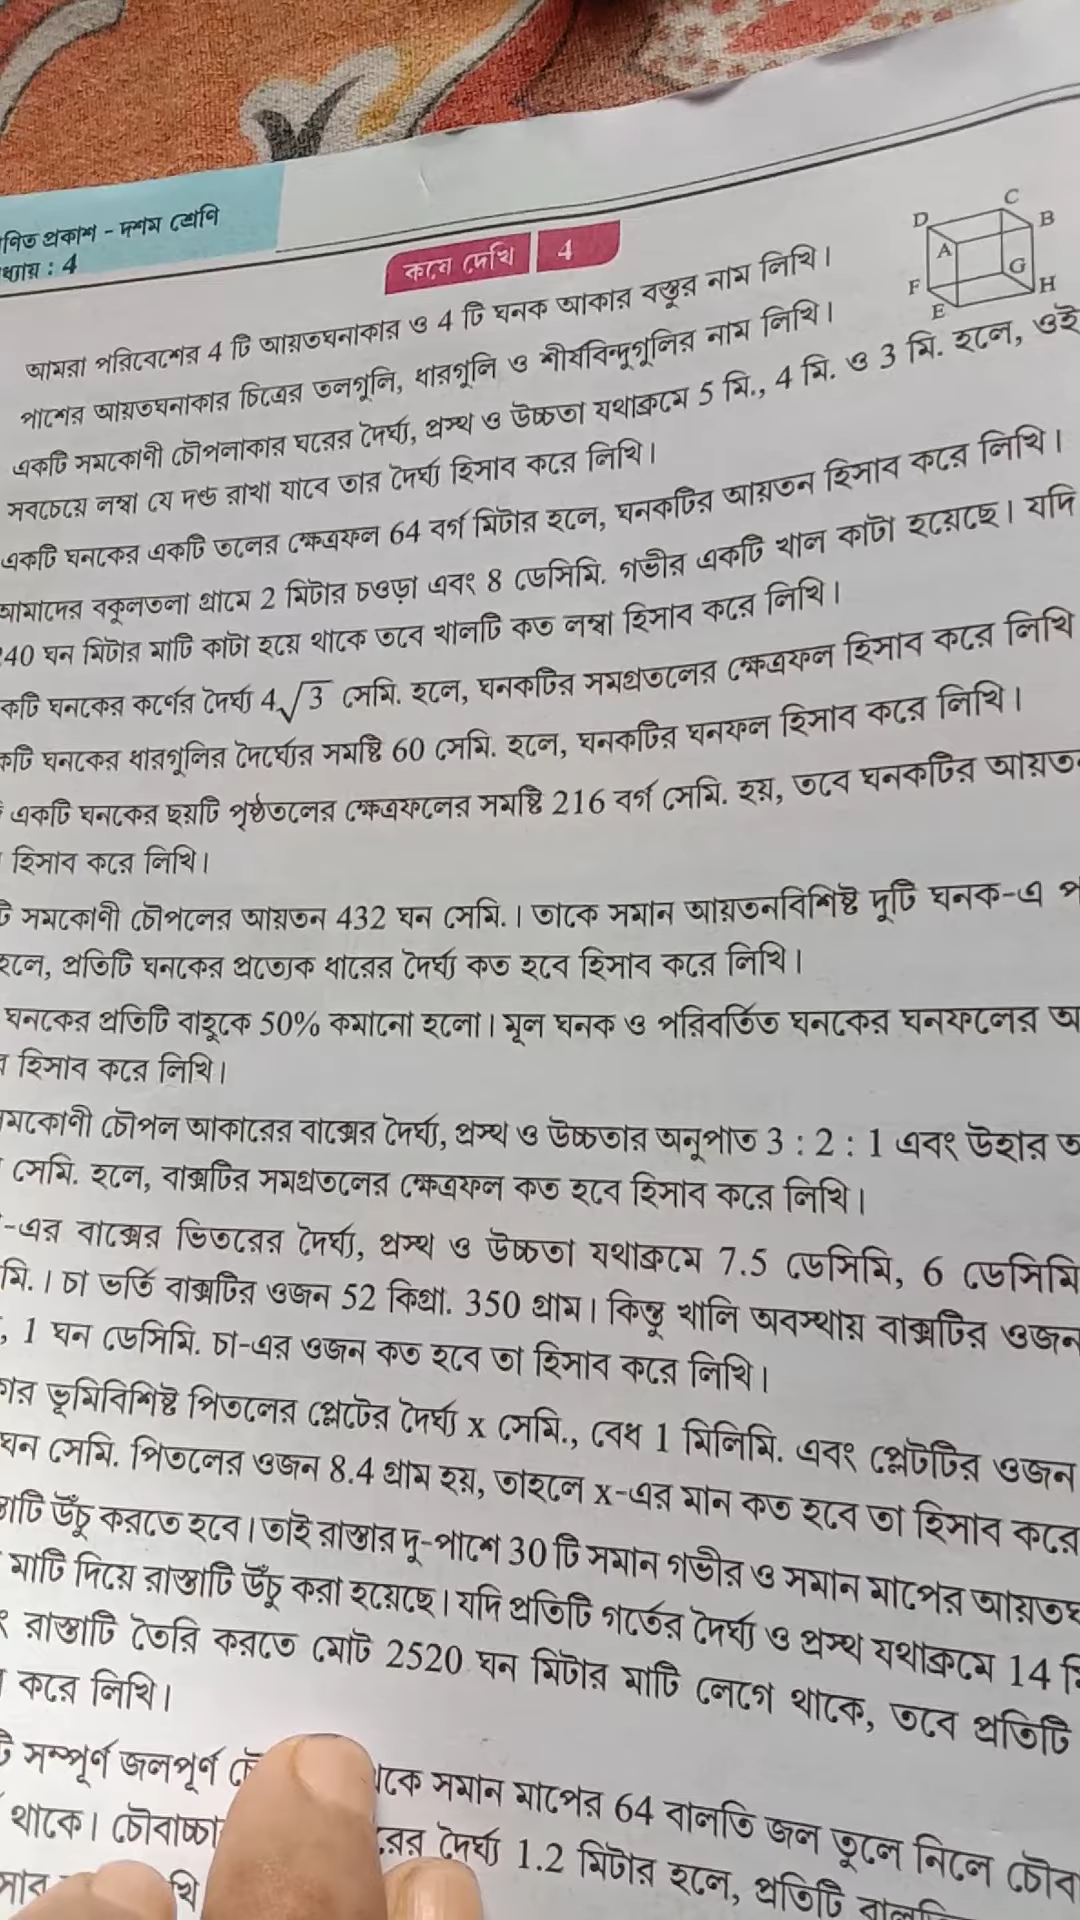 গণিত প্রকাশ - দশম শ্রেণি
অধ্যায় : 4
কষে দেখি 4
D C B A G F E H
আমরা পরিবেশের 4 টি আয়তঘনাকার ও 4 টি ঘনক আকার বস্তুর নাম লিখি।
পাশের আয়তঘনাকার চিত্রের তলগুলি, ধারগুলি ও শীর্ষবিন্দুগুলির নাম লিখি।
একটি সমকোণী চৌপলাকার ঘরের দৈর্ঘ্য, প্রস্থ ও উচ্চতা যথাক্রমে 5 মি., 4 মি. ও 3 মি. হলে, ওই
সবচেয়ে লম্বা যে দণ্ড রাখা যাবে তার দৈর্ঘ্য হিসাব করে লিখি।
একটি ঘনকের একটি তলের ক্ষেত্রফল 64 বর্গ মিটার হলে, ঘনকটির আয়তন হিসাব করে লিখি।
আমাদের বকুলতলা গ্রামে 2 মিটার চওড়া এবং 8 ডেসিমি. গভীর একটি খাল কাটা হয়েছে। যদি
240 ঘন মিটার মাটি কাটা হয়ে থাকে তবে খালটি কত লম্বা হিসাব করে লিখি।
কটি ঘনকের কর্ণের দৈর্ঘ্য 4√3 সেমি. হলে, ঘনকটির সমগ্রতলের ক্ষেত্রফল হিসাব করে লিখি
কটি ঘনকের ধারগুলির দৈর্ঘ্যের সমষ্টি 60 সেমি. হলে, ঘনকটির ঘনফল হিসাব করে লিখি।
একটি ঘনকের ছয়টি পৃষ্ঠতলের ক্ষেত্রফলের সমষ্টি 216 বর্গ সেমি. হয়, তবে ঘনকটির আয়ত
হিসাব করে লিখি।
টি সমকোণী চৌপলের আয়তন 432 ঘন সেমি.। তাকে সমান আয়তনবিশিষ্ট দুটি ঘনক-এ প
হলে, প্রতিটি ঘনকের প্রত্যেক ধারের দৈর্ঘ্য কত হবে হিসাব করে লিখি।
ঘনকের প্রতিটি বাহুকে 50% কমানো হলো। মূল ঘনক ও পরিবর্তিত ঘনকের ঘনফলের অ
হিসাব করে লিখি।
মকোণী চৌপল আকারের বাক্সের দৈর্ঘ্য, প্রস্থ ও উচ্চতার অনুপাত 3 : 2 : 1 এবং উহার
সেমি. হলে, বাক্সটির সমগ্রতলের ক্ষেত্রফল কত হবে হিসাব করে লিখি।
-এর বাক্সের ভিতরের দৈর্ঘ্য, প্রস্থ ও উচ্চতা যথাক্রমে 7.5 ডেসিমি, 6 ডেসিমি
মি.। চা ভর্তি বাক্সটির ওজন 52 কিগ্রা. 350 গ্রাম। কিন্তু খালি অবস্থায় বাক্সটির ওজন
, 1 ঘন ডেসিমি. চা-এর ওজন কত হবে তা হিসাব করে লিখি।
কার ভূমিবিশিষ্ট পিতলের প্লেটের দৈর্ঘ্য x সেমি., বেধ 1 মিলিমি. এবং প্লেটটির ওজন
ঘন সেমি. পিতলের ওজন 8.4 গ্রাম হয়, তাহলে x-এর মান কত হবে তা হিসাব করে
স্তাটি উঁচু করতে হবে। তাই রাস্তার দু-পাশে 30 টি সমান গভীর ও সমান মাপের আয়তঘ
মাটি দিয়ে রাস্তাটি উঁচু করা হয়েছে। যদি প্রতিটি গর্তের দৈর্ঘ্য ও প্রস্থ যথাক্রমে 14 মি
রাস্তাটি তৈরি করতে মোট 2520 ঘন মিটার মাটি লেগে থাকে, তবে প্রতিটি
করে লিখি।
টি সম্পূর্ণ জলপূর্ণ চৌ থেকে সমান মাপের 64 বালতি জল তুলে নিলে চৌবা
থাকে। চৌবাচ্চা রের দৈর্ঘ্য 1.2 মিটার হলে, প্রতিটি বালতি